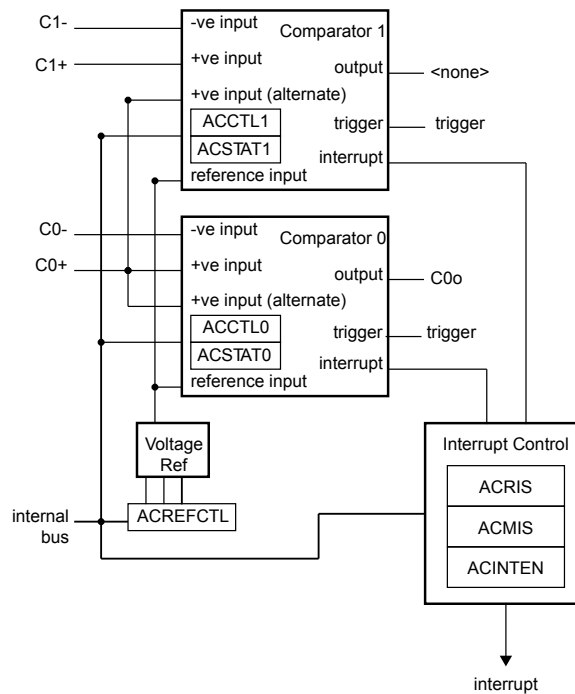 C1-
-ve input
Comparator 1
C1+
+ve input
output
<none>
+ve input (alternate)
ACCTL1
trigger
trigger
ACSTAT1
interrupt
reference input
C0-
-ve input
Comparator 0
C0+
+ve input
output
C0o
+ve input (alternate)
ACCTL0
trigger
trigger
ACSTAT0
interrupt
reference input
Voltage
Ref
Interrupt Control
ACRIS
internal
bus
ACREFCTL
ACMIS
ACINTEN
interrupt